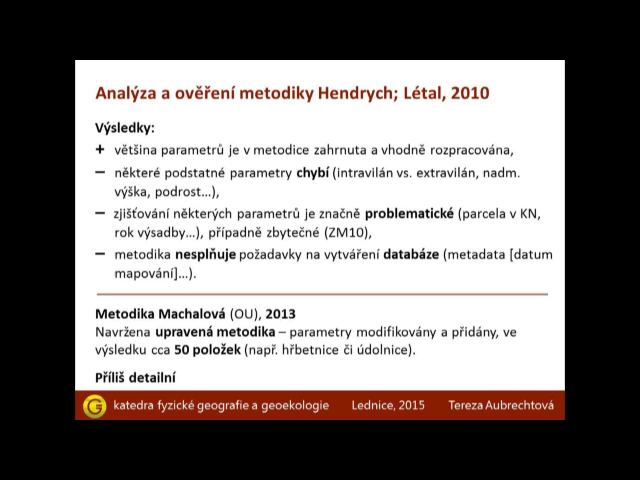 Analýza a ověření metodiky Hendrych; Létal, 2010
Výsledky:
+ většina parametrů je v metodice zahrnuta a vhodně rozpracována,
– některé podstatné parametry chybí (intravilán vs. extravilán, nadm.
výška, podrost...),
– zjišťování některých parametrů je značně problematické (parcela v KN,
rok výsadby...), případně zbytečné (ZM10),
– metodika nesplňuje požadavky na vytváření databáze (metadata [datum
mapování]...).
Metodika Machalová (OU), 2013
Navržena upravená metodika – parametry modifikovány a přidány, ve
výsledku cca 50 položek (např. hřbetnice či údolnice).
Příliš detailní
katedra fyzické geografie a geoekologie Lednice, 2015 Tereza Aubrechtová